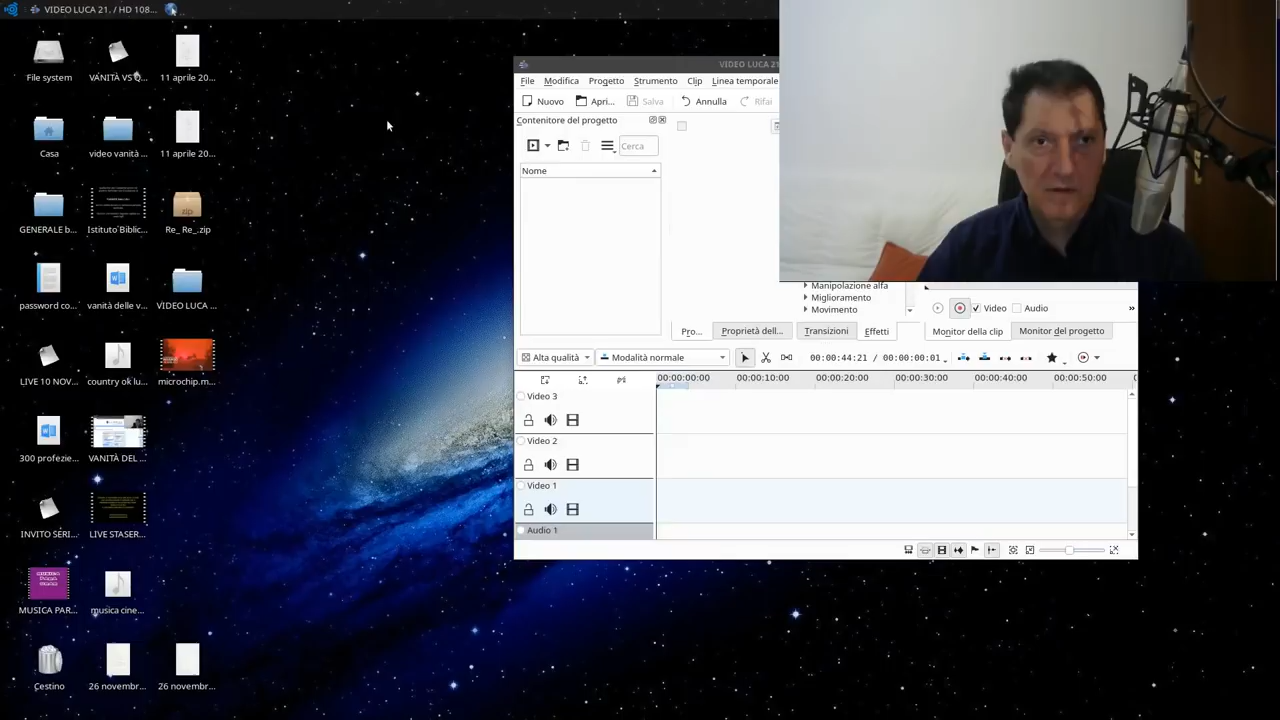 VIDEO LUCA 21. / HD 108...
File system
VANITÀ VS Q...
11 aprile 20...
Casa
video vanità ...
11 aprile 20...
GENERALE b...
Istituto Biblic...
Re_ Re_.zip
password co...
vanità delle v...
VIDEO LUCA ...
LIVE 10 NOV...
country ok lu...
microchip.m...
300 profezie...
VANITÀ DEL ...
INVITO SERI...
LIVE STASER...
MUSICA PAR...
musica cine...
Cestino
26 novembr...
26 novembr...
VIDEO LUCA 21
File Modifica Progetto Strumento Clip Linea temporale
Nuovo Apri... Salva Annulla Rifai
Contenitore del progetto
Cerca
Nome
Manipolazione alfa
Miglioramento
Movimento
Video Audio »
Pro... Proprietà dell... Transizioni Effetti Monitor della clip Monitor del progetto
Alta qualità Modalità normale 00:00:44:21 / 00:00:00:01
00:00:00:00 00:00:10:00 00:00:20:00 00:00:30:00 00:00:40:00 00:00:50:00
Video 3
Video 2
Video 1
Audio 1